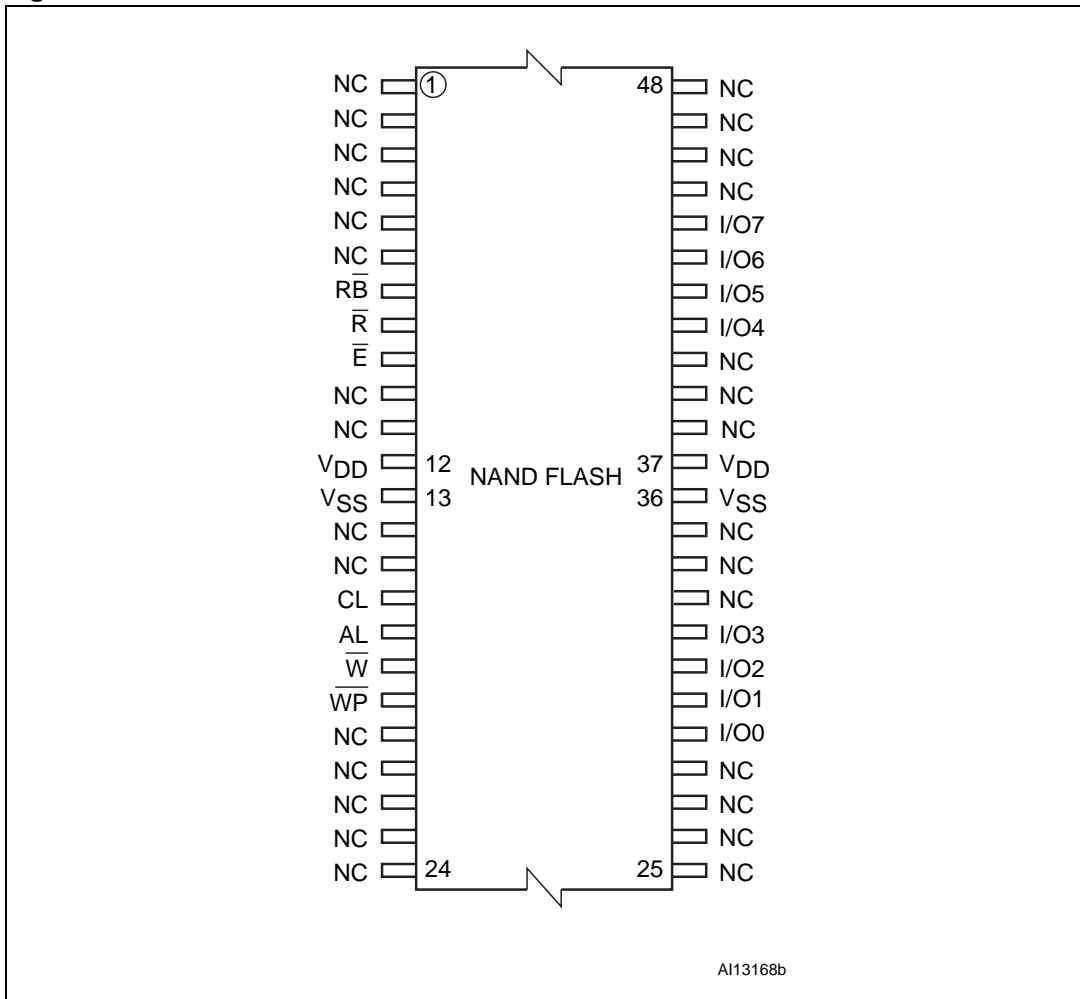 NC 1 48 NC
NC NC
NC NC
NC NC
NC I/O7
NC I/O6
RB̅ I/O5
R̅ I/O4
E̅ NC
NC NC
NC NC
VDD 12 NAND FLASH 37 VDD
VSS 13 36 VSS
NC NC
NC NC
CL NC
AL I/O3
W̅ I/O2
W̅P̅ I/O1
NC I/O0
NC NC
NC NC
NC NC
NC 24 25 NC
AI13168b